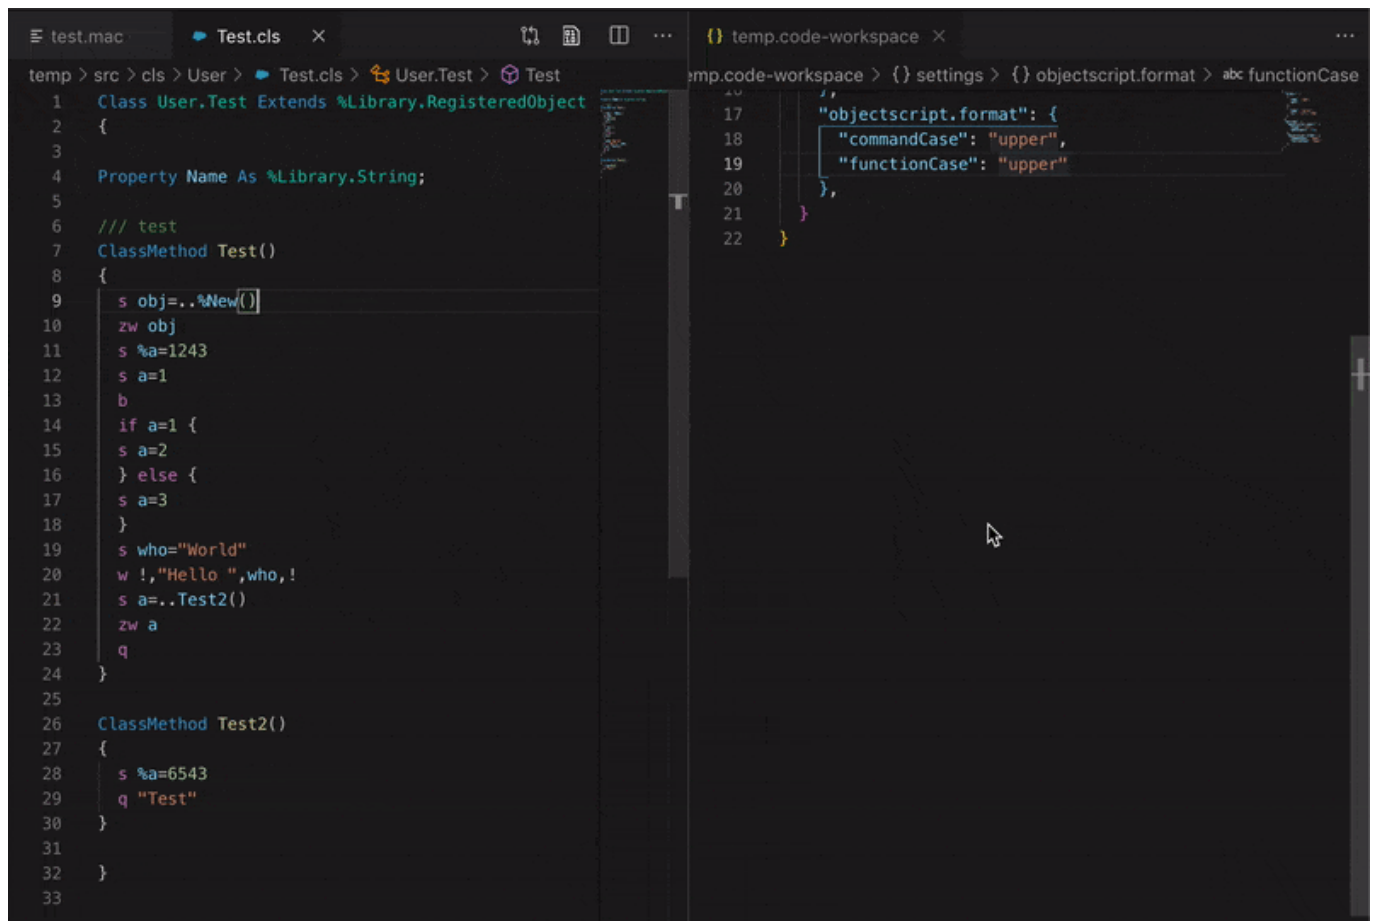 test.mac
Test.cls
temp > src > cls > User > Test.cls > User.Test > Test
1 Class User.Test Extends %Library.RegisteredObject
2 {
3
4 Property Name As %Library.String;
5
6 /// test
7 ClassMethod Test()
8 {
9 s obj=..%New()
10 zw obj
11 s %a=1243
12 s a=1
13 b
14 if a=1 {
15 s a=2
16 } else {
17 s a=3
18 }
19 s who="World"
20 w !,"Hello ",who,!
21 s a=..Test2()
22 zw a
23 q
24 }
25
26 ClassMethod Test2()
27 {
28 s %a=6543
29 q "Test"
30 }
31
32 }
33
{} temp.code-workspace
emp.code-workspace > {} settings > {} objectscript.format > abc functionCase
},
17 "objectscript.format": {
18 "commandCase": "upper",
19 "functionCase": "upper"
20 },
21 }
22 }